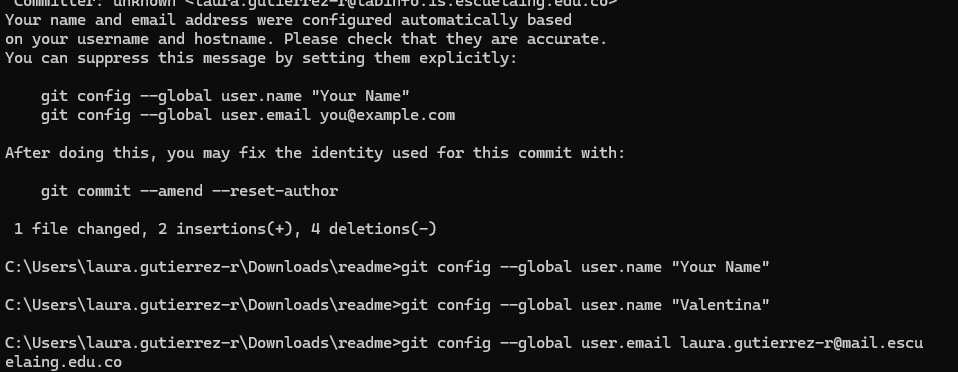 Committer: unknown <laura.gutierrez-r@labinfo.is.escuelaing.edu.co>
Your name and email address were configured automatically based
on your username and hostname. Please check that they are accurate.
You can suppress this message by setting them explicitly:
git config --global user.name "Your Name"
git config --global user.email you@example.com
After doing this, you may fix the identity used for this commit with:
git commit --amend --reset-author
1 file changed, 2 insertions(+), 4 deletions(-)
C:\Users\laura.gutierrez-r\Downloads\readme>git config --global user.name "Your Name"
C:\Users\laura.gutierrez-r\Downloads\readme>git config --global user.name "Valentina"
C:\Users\laura.gutierrez-r\Downloads\readme>git config --global user.email laura.gutierrez-r@mail.escu
elaing.edu.co